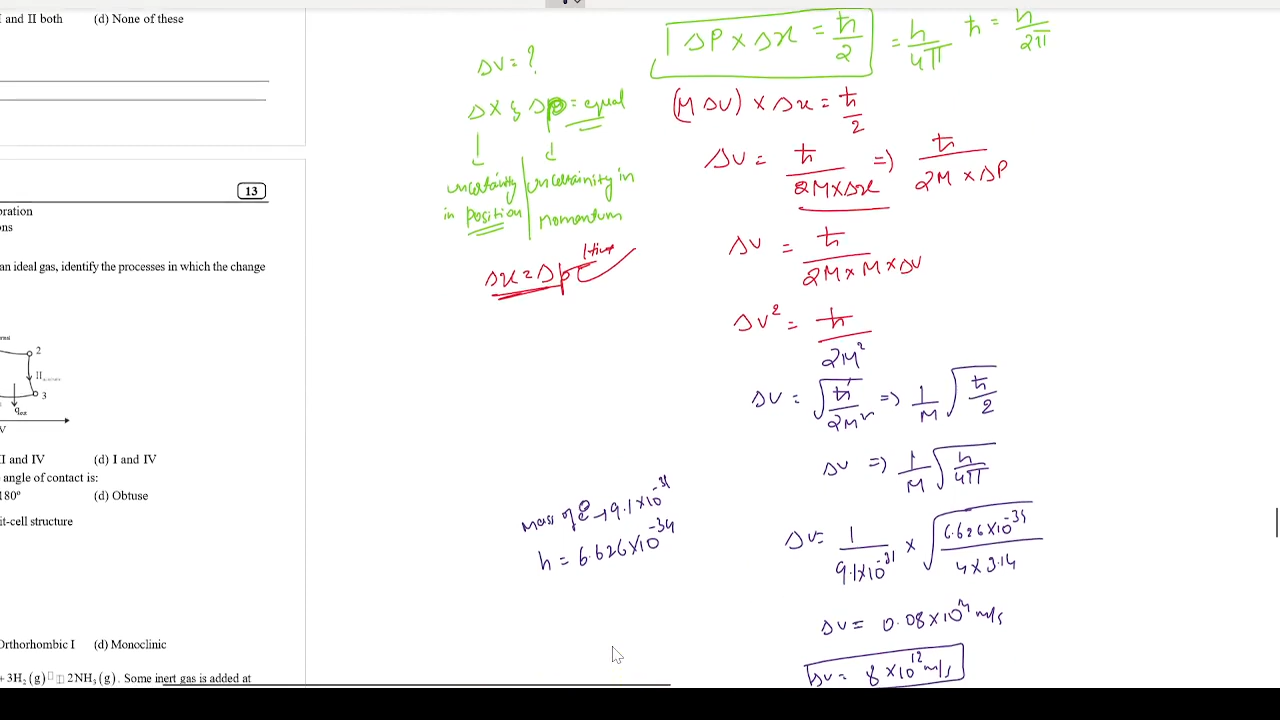 I and II both (d) None of these
13
oration
ons
an ideal gas, identify the processes in which the change
2
II
3
V
II and IV (d) I and IV
angle of contact is:
180° (d) Obtuse
it-cell structure
Orthorhombic I (d) Monoclinic
+ 3H₂(g) 2NH₃(g). Some inert gas is added at
ΔV = ?
ΔX & Δp = equal
uncertainity in position
uncertainity in momentum
Δx = Δp
Mass of e → 9.1×10⁻³¹
h = 6.626×10⁻³⁴
ΔP × Δx = ħ/2 = h/4π ħ = h/2π
(M ΔV) × Δx = ħ/2
ΔV = ħ/2M×Δx => ħ/2M×ΔP
ΔV = ħ/2M×M×ΔV
ΔV² = ħ/2M²
ΔV = √ħ/2M² => 1/M √ħ/2
ΔV => 1/M √h/4π
ΔV = 1/9.1×10⁻³¹ × √6.626×10⁻³⁴/4×3.14
ΔV = 0.08×10¹⁴ m/s
ΔV = 8×10¹² m/s